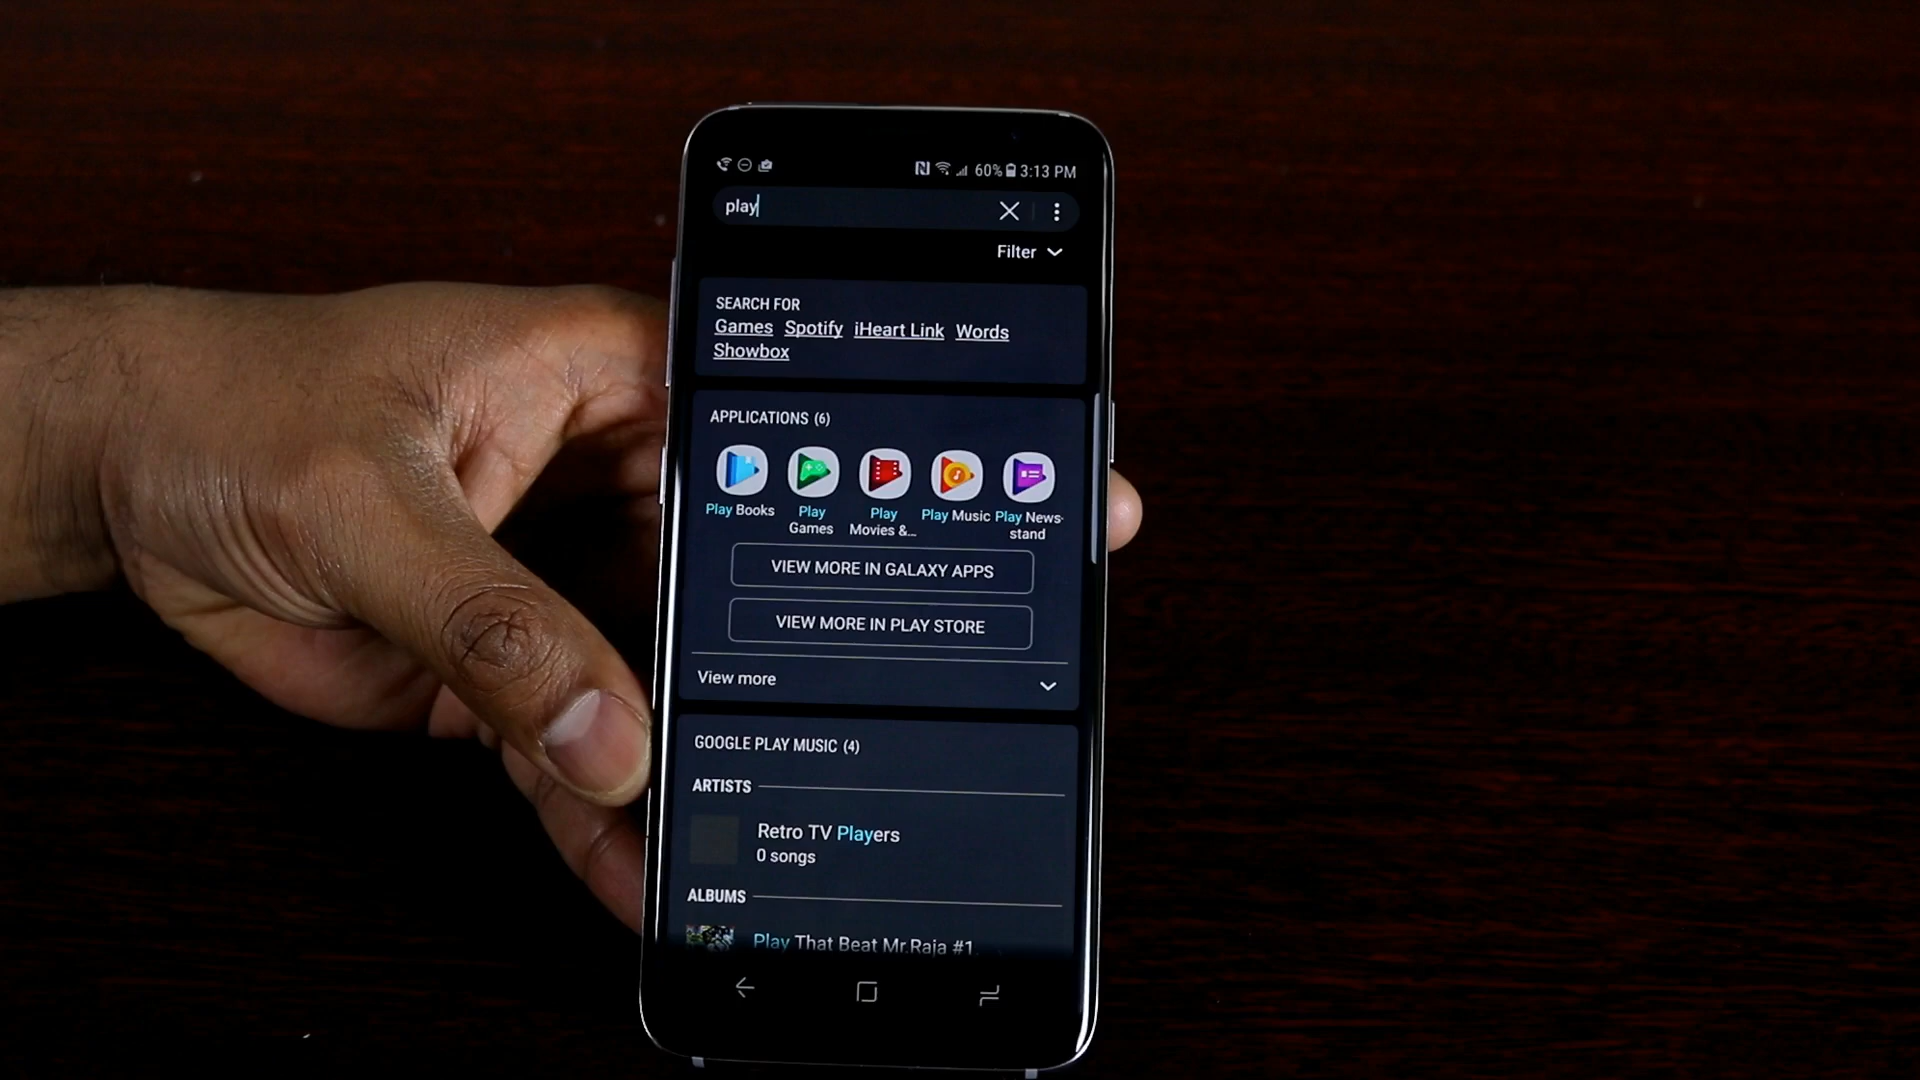 60% 3:13 PM
play
Filter
SEARCH FOR
Games Spotify iHeart Link Words
Showbox
APPLICATIONS (6)
Play Books
Play
Games
Play
Movies &...
Play Music
Play News-
stand
VIEW MORE IN GALAXY APPS
VIEW MORE IN PLAY STORE
View more
GOOGLE PLAY MUSIC (4)
ARTISTS
Retro TV Players
0 songs
ALBUMS
Play That Beat Mr.Raja #1